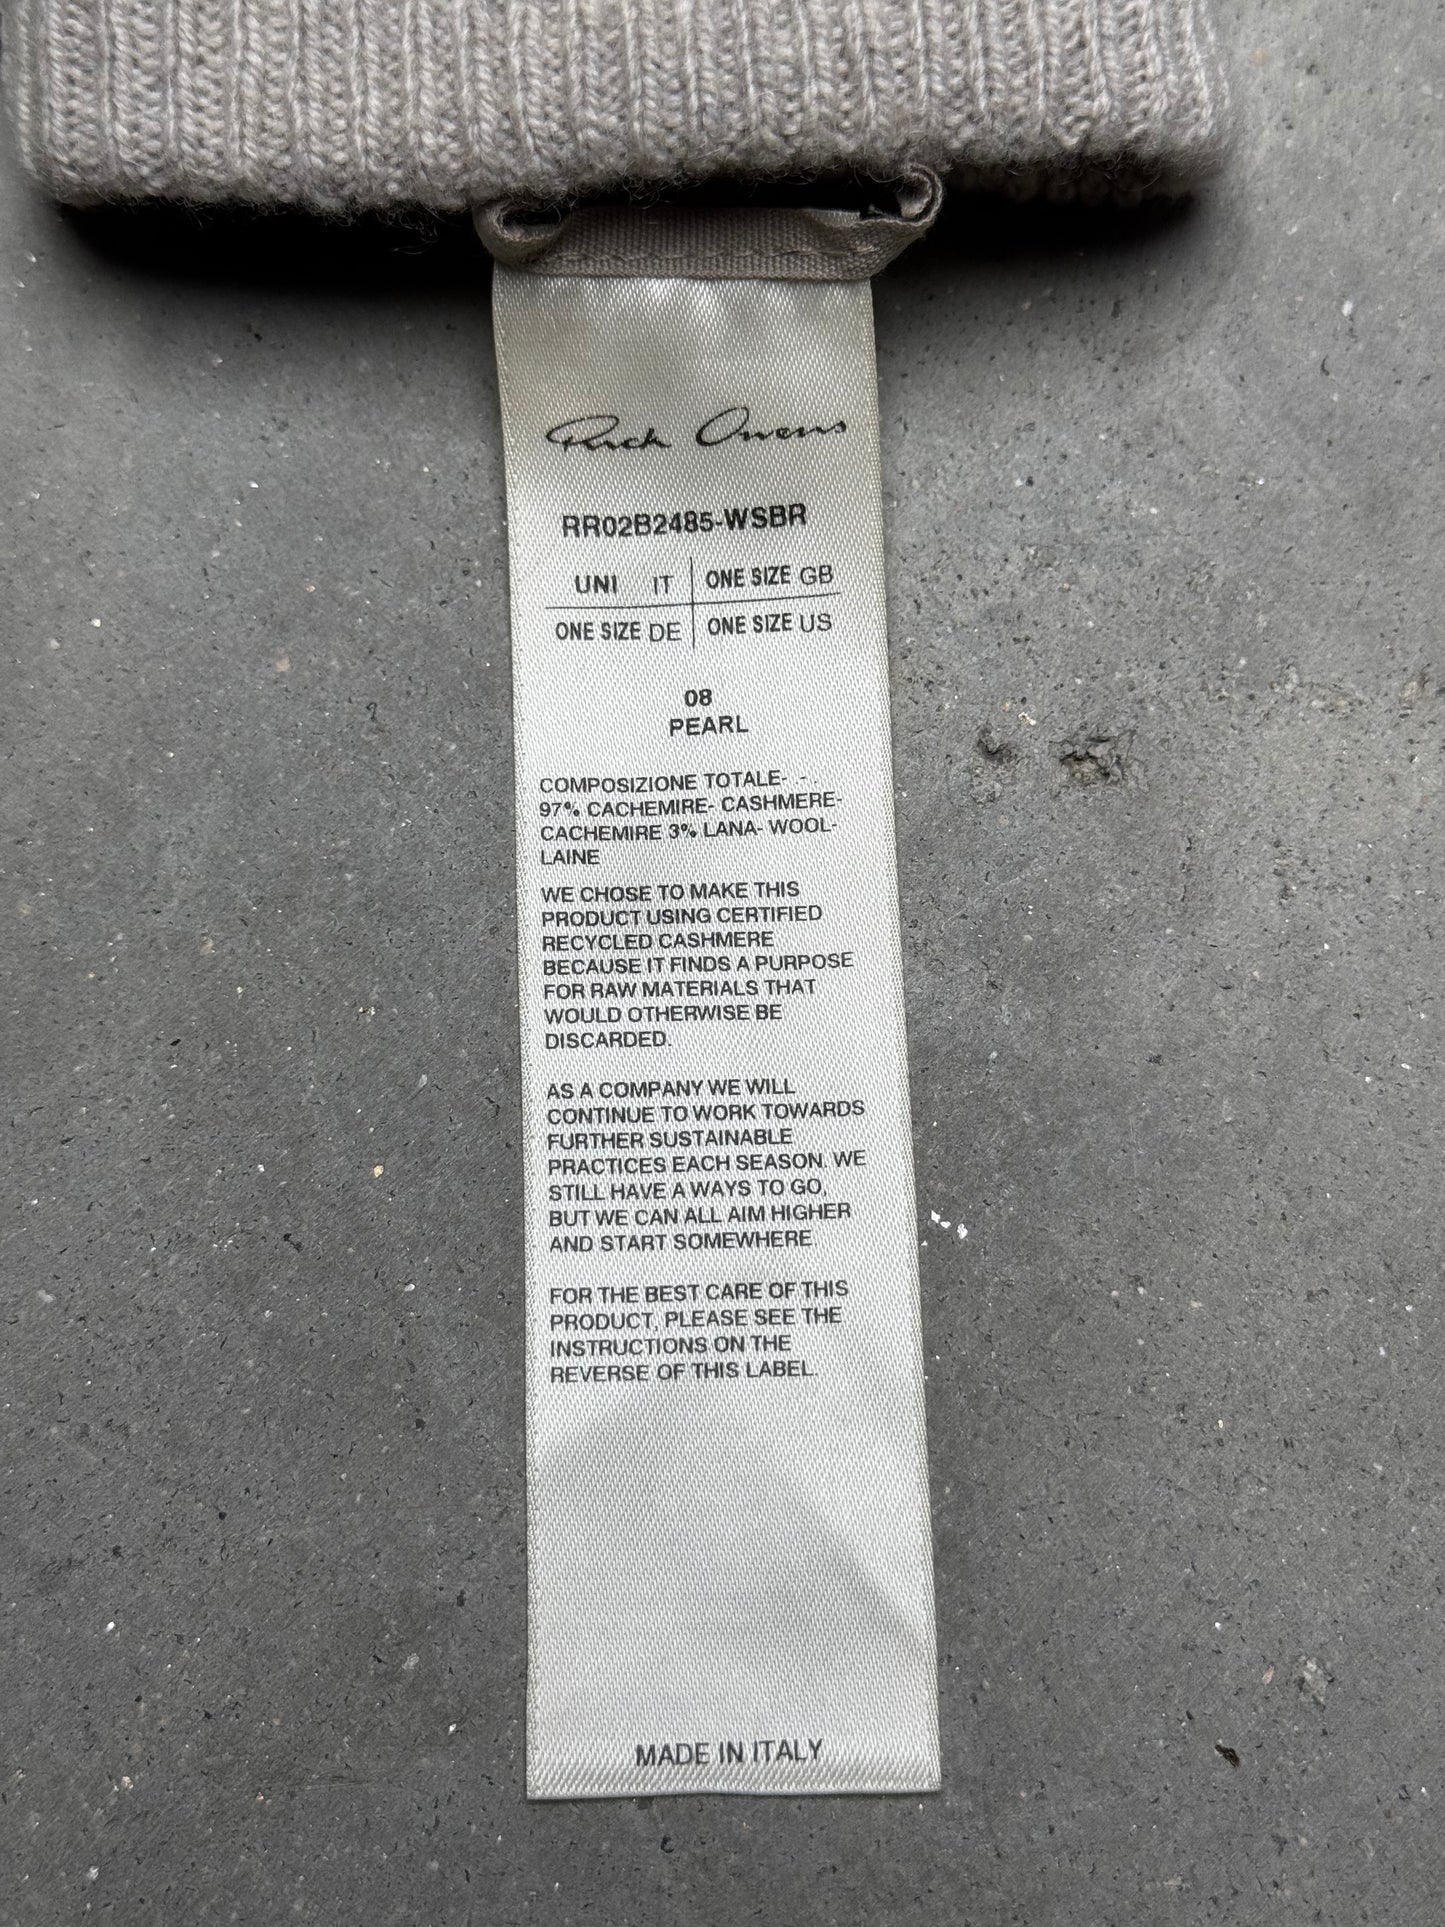 Rick Owens
RR02B2485-WSBR
UNI IT ONE SIZE GB
ONE SIZE DE ONE SIZE US
08
PEARL
COMPOSIZIONE TOTALE- - .
97% CACHEMIRE- CASHMERE-
CACHEMIRE 3% LANA- WOOL-
LAINE
WE CHOSE TO MAKE THIS
PRODUCT USING CERTIFIED
RECYCLED CASHMERE
BECAUSE IT FINDS A PURPOSE
FOR RAW MATERIALS THAT
WOULD OTHERWISE BE
DISCARDED.
AS A COMPANY WE WILL
CONTINUE TO WORK TOWARDS
FURTHER SUSTAINABLE
PRACTICES EACH SEASON. WE
STILL HAVE A WAYS TO GO,
BUT WE CAN ALL AIM HIGHER
AND START SOMEWHERE.
FOR THE BEST CARE OF THIS
PRODUCT, PLEASE SEE THE
INSTRUCTIONS ON THE
REVERSE OF THIS LABEL.
MADE IN ITALY